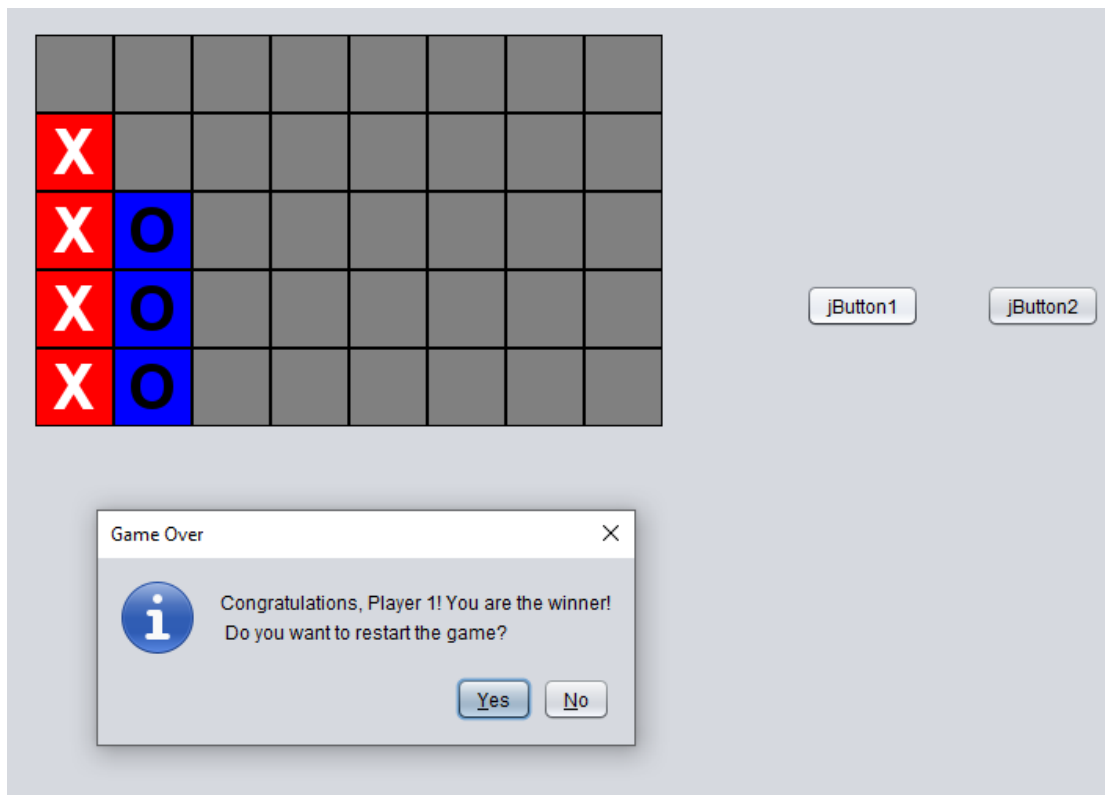 X
X O
X O
X O
jButton1 jButton2
Game Over
Congratulations, Player 1! You are the winner!
Do you want to restart the game?
Yes No